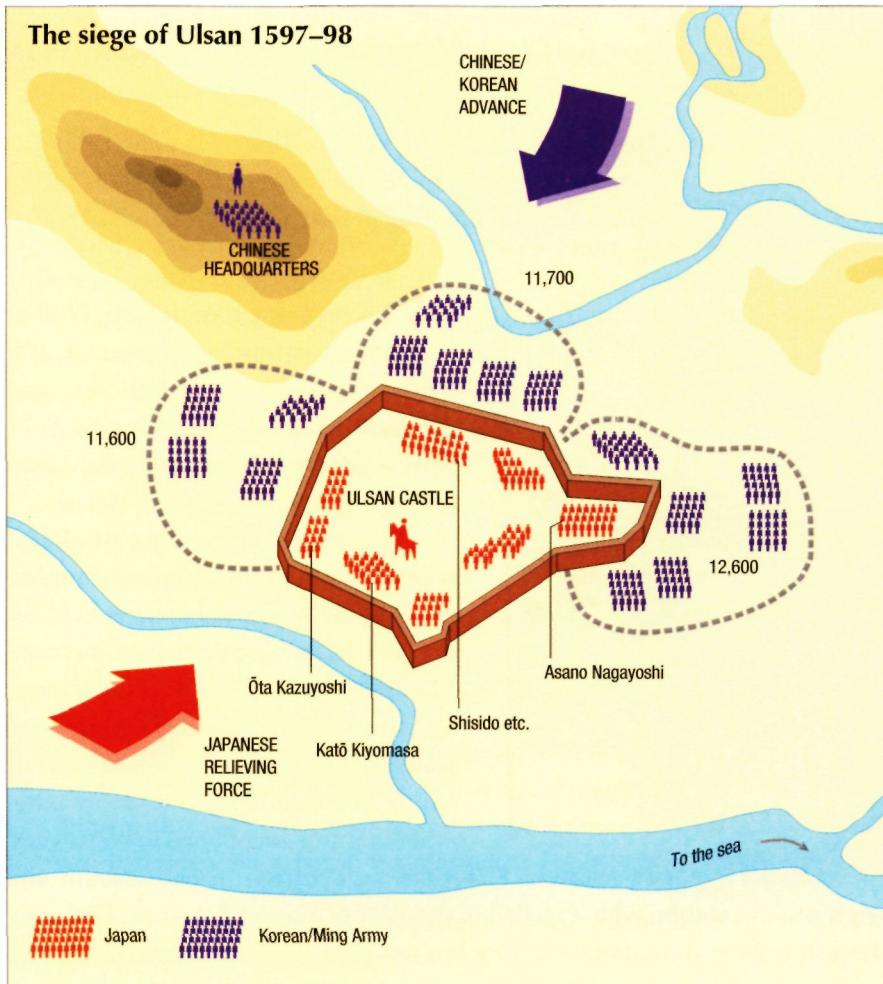 The siege of Ulsan 1597–98
CHINESE/
KOREAN
ADVANCE
CHINESE
HEADQUARTERS
11,700
11,600
ULSAN CASTLE
12,600
Ōta Kazuyoshi
Asano Nagayoshi
Shisido etc.
Katō Kiyomasa
JAPANESE
RELIEVING
FORCE
To the sea
Japan
Korean/Ming Army